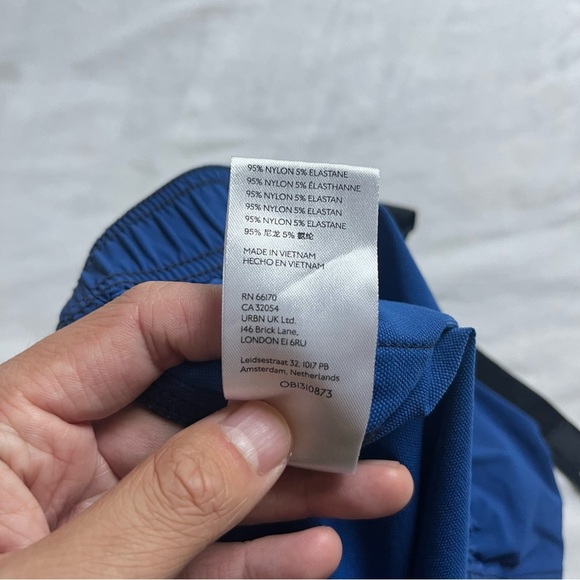 95% NYLON 5% ELASTANE
95% NYLON 5% ÉLASTHANNE
95% NYLON 5% ELASTAN
95% NYLON 5% ELASTAN
95% NYLON 5% ELASTANE
95% 尼龙 5% 氨纶
MADE IN VIETNAM
HECHO EN VIETNAM
RN 66170
CA 32054
URBN UK Ltd.
146 Brick Lane,
LONDON E1 6RU
Leidsestraat 32, 1017 PB
Amsterdam, Netherlands
OB1310873